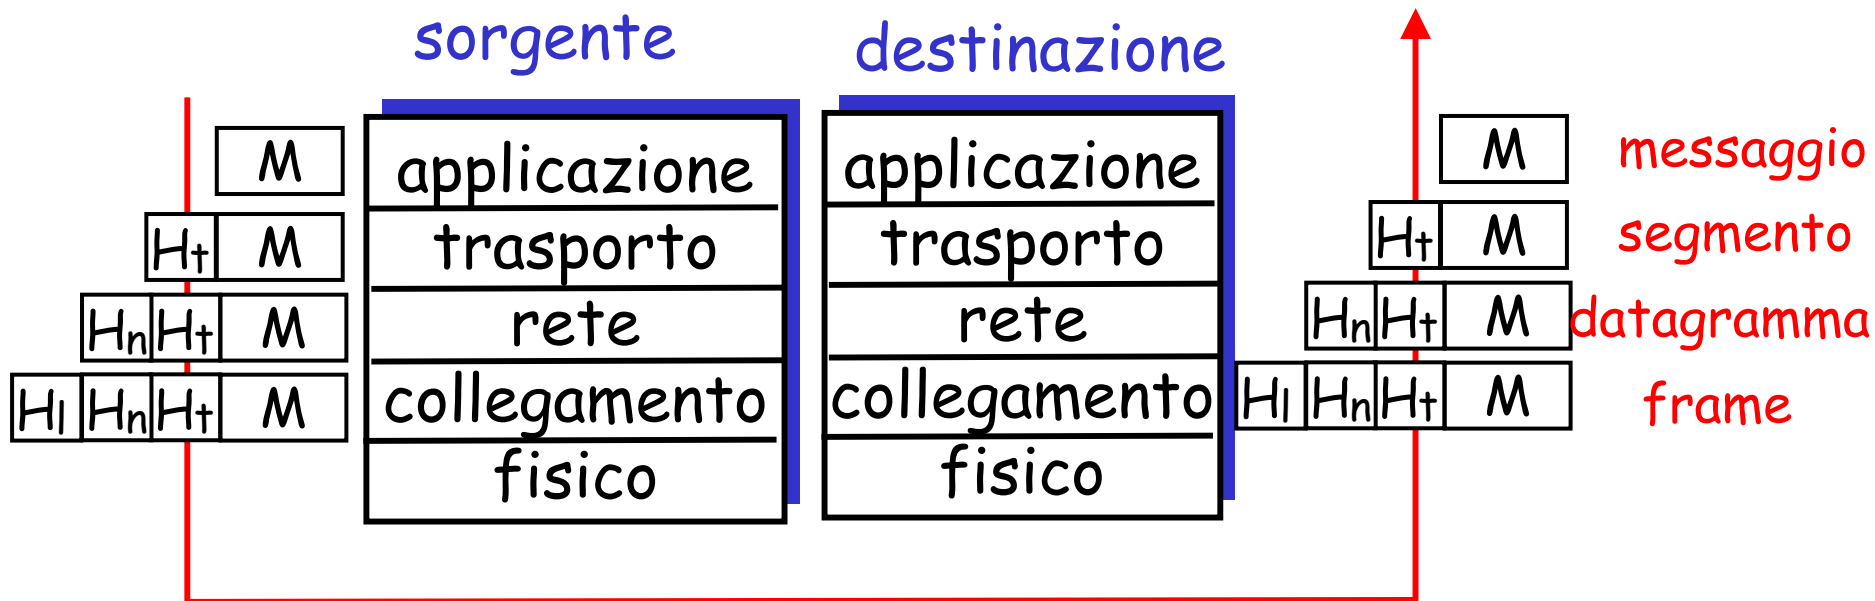 sorgente destinazione
M applicazione applicazione M messaggio
Ht M trasporto trasporto Ht M segmento
Hn Ht M rete rete Hn Ht M datagramma
Hl Hn Ht M collegamento collegamento Hl Hn Ht M frame
fisico fisico